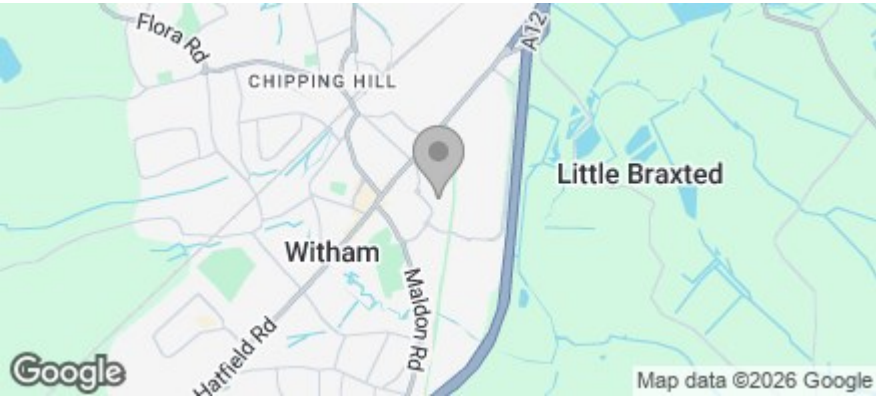 Flora Rd
A12
CHIPPING HILL
Little Braxted
Witham
Maldon Rd
Hatfield Rd
Google
Map data ©2026 Google